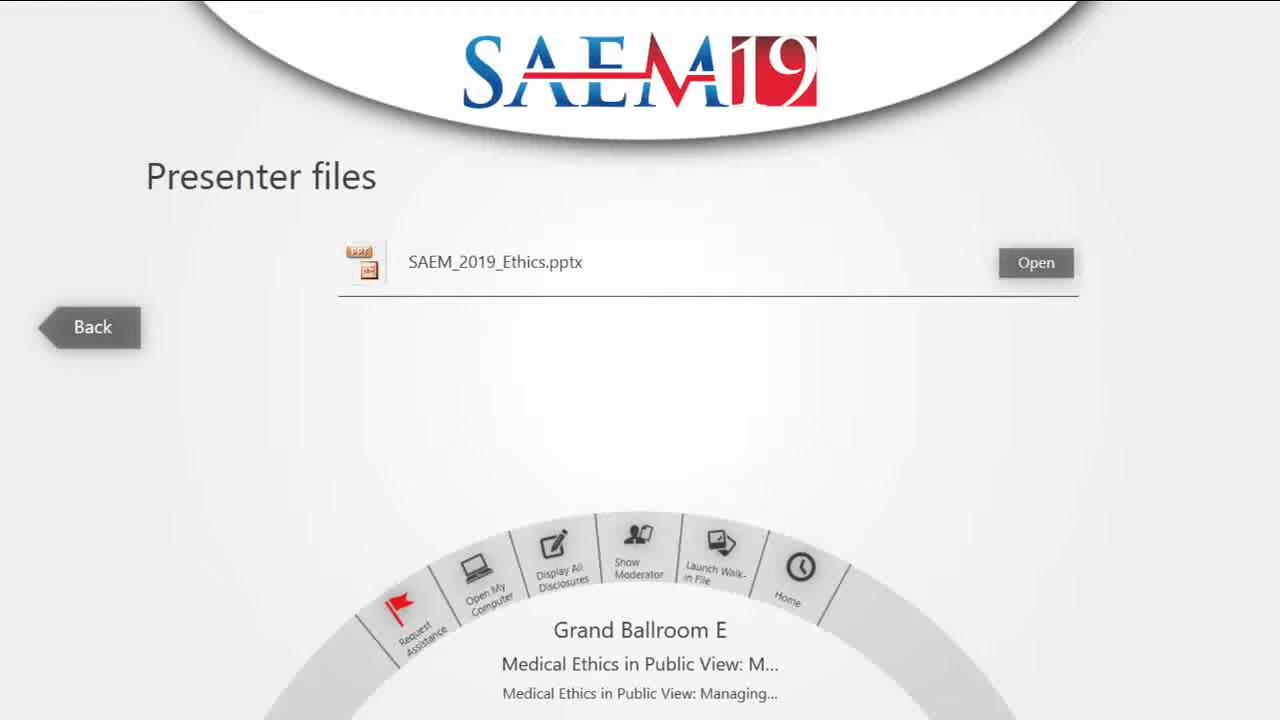 SAEM19
Presenter files
PPT
SAEM_2019_Ethics.pptx
Open
Back
Request
Assistance
Open My
Computer
Display All
Disclosures
Show
Moderator
Launch Walk-
in File
Home
Grand Ballroom E
Medical Ethics in Public View: M...
Medical Ethics in Public View: Managing...